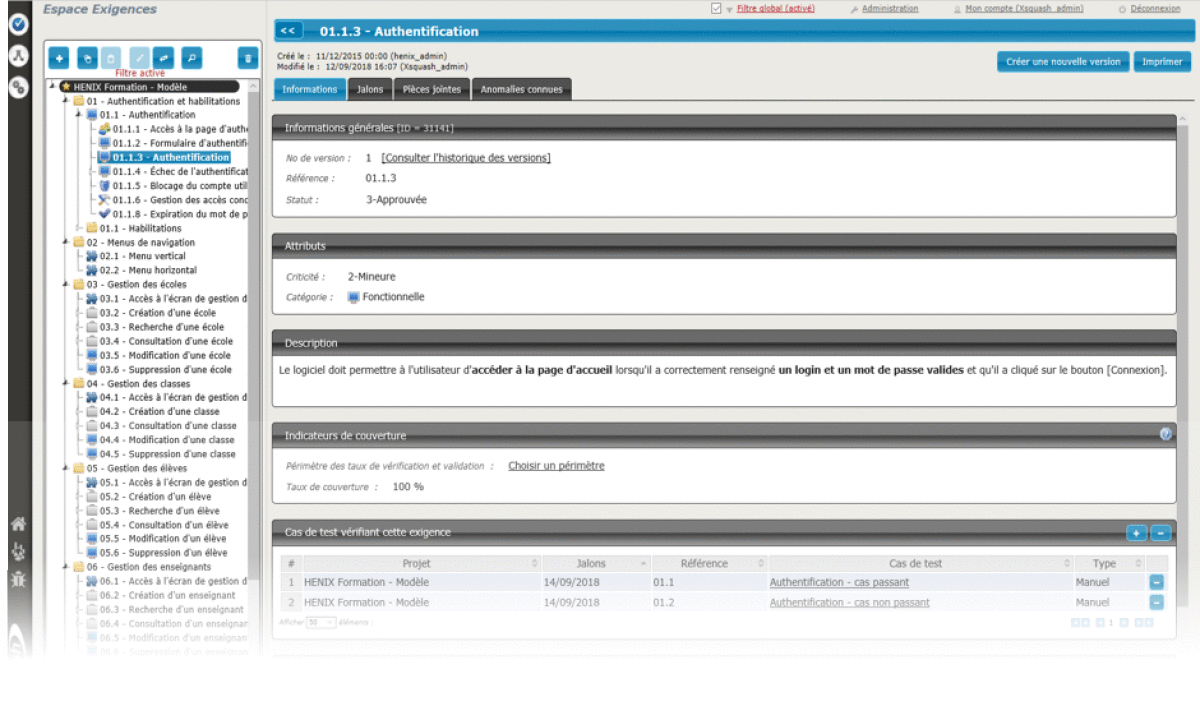 Espace Exigences
Filtre global (activé)
Administration
Mon compte (Xsquash_admin)
Déconnexion
<< 01.1.3 - Authentification
Créé le : 11/12/2015 00:00 (henix_admin)
Modifié le : 12/09/2018 16:07 (Xsquash_admin)
Créer une nouvelle version
Imprimer
Filtre activé
Informations
Jalons
Pièces jointes
Anomalies connues
HENIX Formation - Modèle
01 - Authentification et habilitations
01.1 - Authentification
01.1.1 - Accès à la page d'authe
01.1.2 - Formulaire d'authentifi
01.1.3 - Authentification
01.1.4 - Échec de l'authentificat
01.1.5 - Blocage du compte util
01.1.6 - Gestion des accès conc
01.1.8 - Expiration du mot de p
01.1 - Habilitations
02 - Menus de navigation
02.1 - Menu vertical
02.2 - Menu horizontal
03 - Gestion des écoles
03.1 - Accès à l'écran de gestion d
03.2 - Création d'une école
03.3 - Recherche d'une école
03.4 - Consultation d'une école
03.5 - Modification d'une école
03.6 - Suppression d'une école
04 - Gestion des classes
04.1 - Accès à l'écran de gestion d
04.2 - Création d'une classe
04.3 - Consultation d'une classe
04.4 - Modification d'une classe
04.5 - Suppression d'une classe
05 - Gestion des élèves
05.1 - Accès à l'écran de gestion d
05.2 - Création d'un élève
05.3 - Recherche d'un élève
05.4 - Consultation d'un élève
05.5 - Modification d'un élève
05.6 - Suppression d'un élève
06 - Gestion des enseignants
06.1 - Accès à l'écran de gestion d
06.2 - Création d'un enseignant
06.3 - Recherche d'un enseignant
06.4 - Consultation d'un enseignan
06.5 - Modification d'un enseignan
06.6 - Suppression d'un enseignan
Informations générales [ID = 31141]
No de version : 1 [Consulter l'historique des versions]
Référence : 01.1.3
Statut : 3-Approuvée
Attributs
Criticité : 2-Mineure
Catégorie : Fonctionnelle
Description
Le logiciel doit permettre à l'utilisateur d'accéder à la page d'accueil lorsqu'il a correctement renseigné un login et un mot de passe valides et qu'il a cliqué sur le bouton [Connexion].
Indicateurs de couverture
Périmètre des taux de vérification et validation : Choisir un périmètre
Taux de couverture : 100 %
Cas de test vérifiant cette exigence
# Projet Jalons Référence Cas de test Type
1 HENIX Formation - Modèle 14/09/2018 01.1 Authentification - cas passant Manuel
2 HENIX Formation - Modèle 14/09/2018 01.2 Authentification - cas non passant Manuel
Afficher 50 éléments :
1